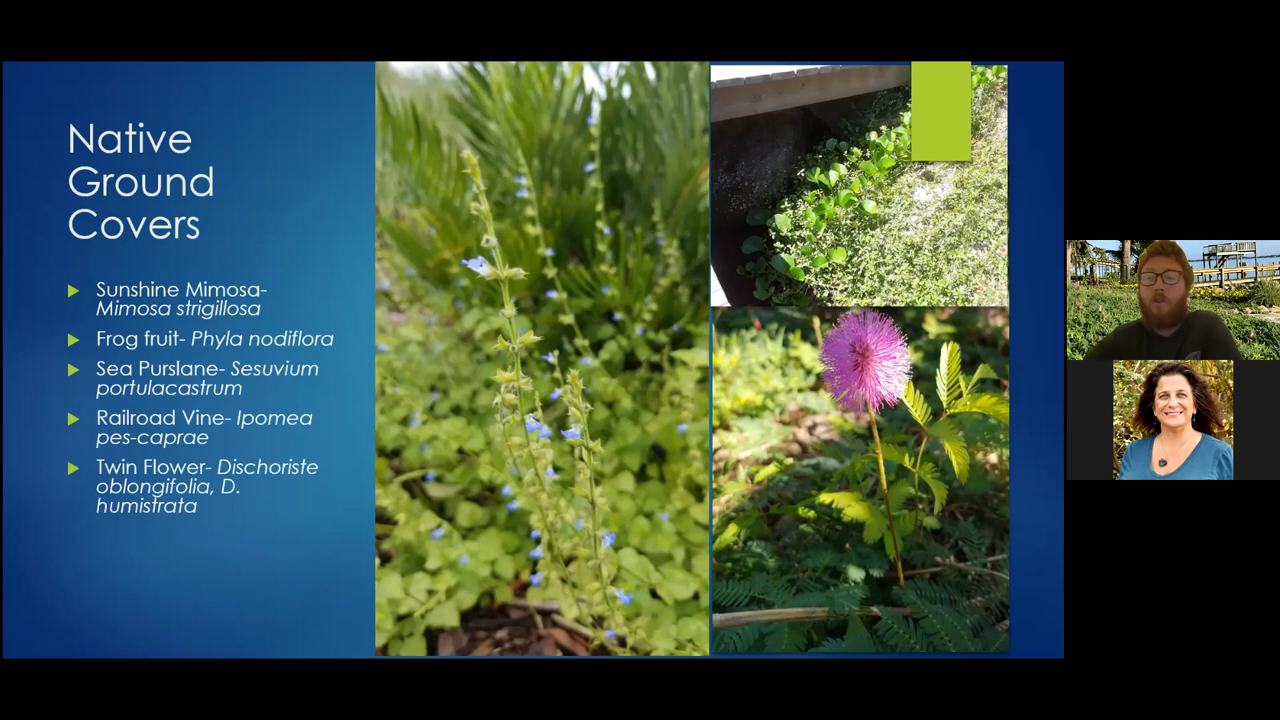 Native
Ground
Covers
Sunshine Mimosa-
Mimosa strigillosa
Frog fruit- Phyla nodiflora
Sea Purslane- Sesuvium
portulacastrum
Railroad Vine- Ipomea
pes-caprae
Twin Flower- Dischoriste
oblongifolia, D.
humistrata